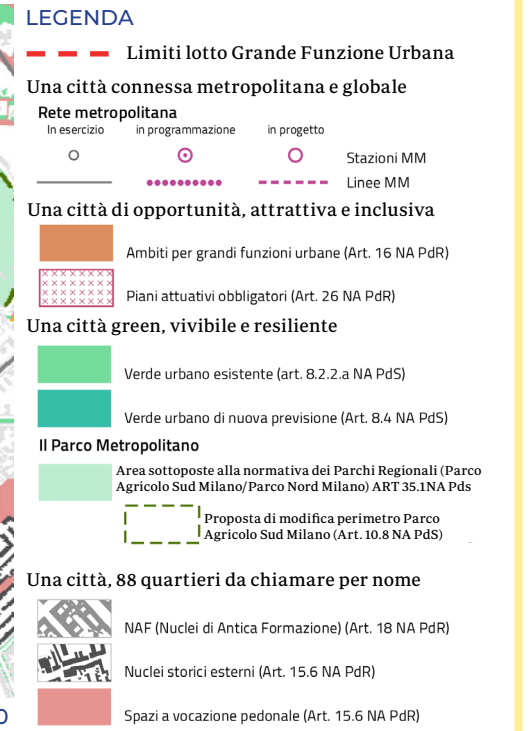 LEGENDA
Limiti lotto Grande Funzione Urbana
Una città connessa metropolitana e globale
Rete metropolitana
In esercizio in programmazione in progetto
Stazioni MM
Linee MM
Una città di opportunità, attrattiva e inclusiva
Ambiti per grandi funzioni urbane (Art. 16 NA PdR)
Piani attuativi obbligatori (Art. 26 NA PdR)
Una città green, vivibile e resiliente
Verde urbano esistente (art. 8.2.2.a NA PdS)
Verde urbano di nuova previsione (Art. 8.4 NA PdS)
Il Parco Metropolitano
Area sottoposte alla normativa dei Parchi Regionali (Parco
Agricolo Sud Milano/Parco Nord Milano) ART 35.1NA Pds
Proposta di modifica perimetro Parco
Agricolo Sud Milano (Art. 10.8 NA PdS)
Una città, 88 quartieri da chiamare per nome
NAF (Nuclei di Antica Formazione) (Art. 18 NA PdR)
Nuclei storici esterni (Art. 15.6 NA PdR)
Spazi a vocazione pedonale (Art. 15.6 NA PdR)